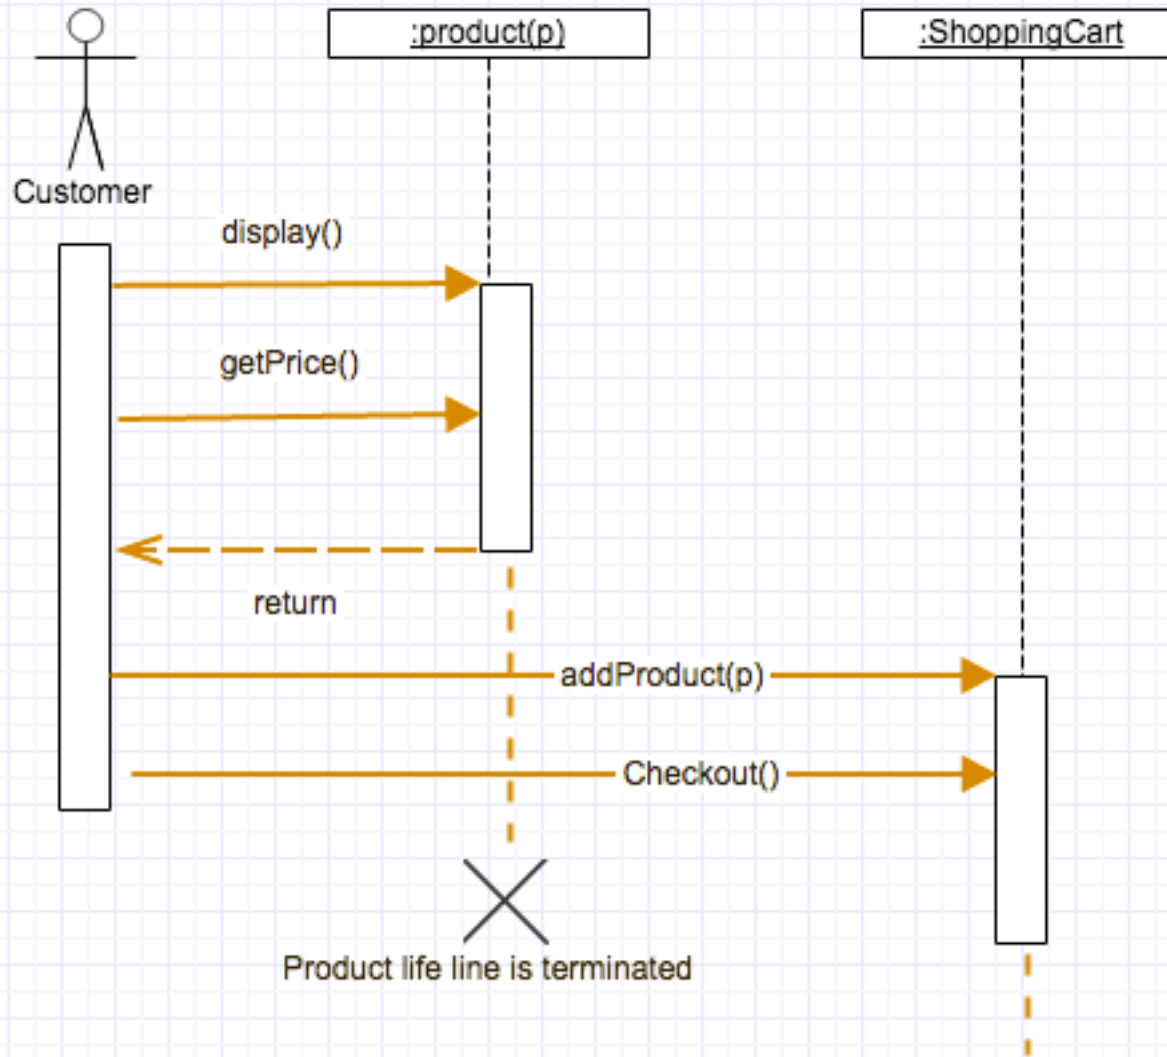 :product(p)
:ShoppingCart
Customer
display()
getPrice()
return
addProduct(p)
Checkout()
Product life line is terminated